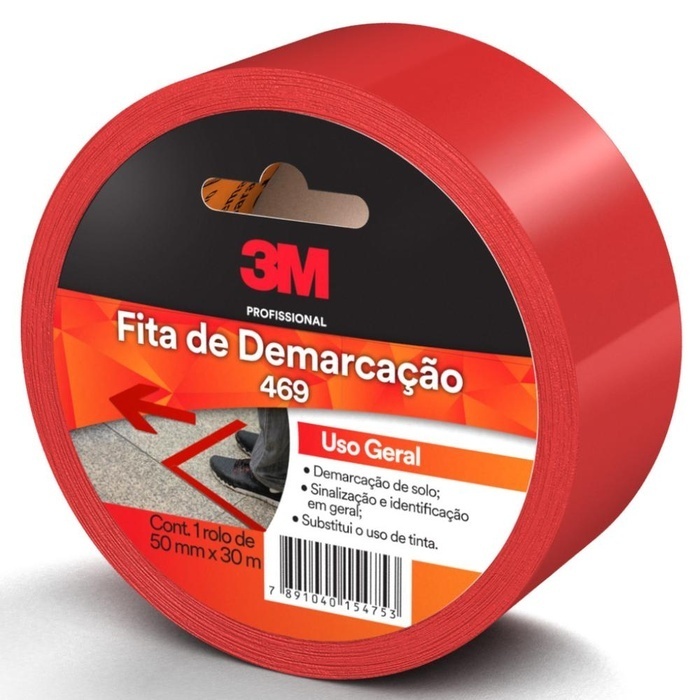 3M
PROFISSIONAL
Fita de Demarcação
469
Uso Geral
• Demarcação de solo;
• Sinalização e identificação
em geral;
• Substitui o uso de tinta.
Cont. 1 rolo de
50 mm x 30 m
7 891040 154753